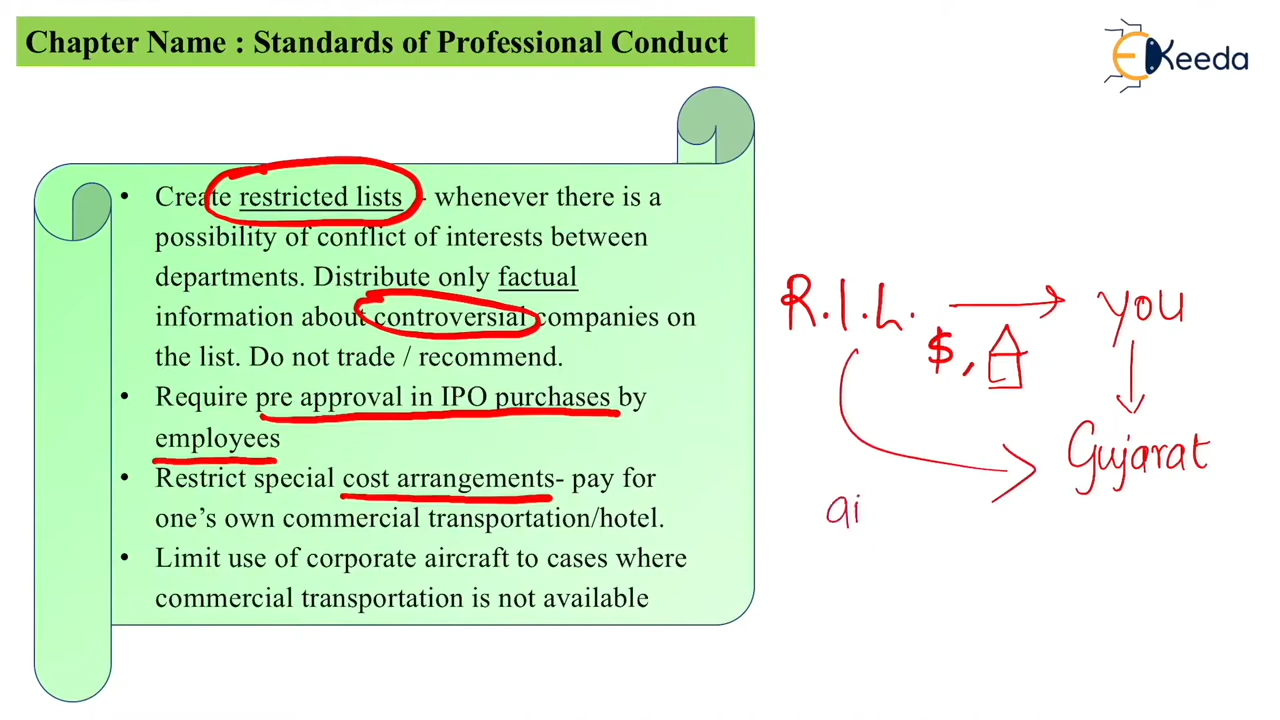 Chapter Name : Standards of Professional Conduct
EKeeda
• Create restricted lists - whenever there is a
possibility of conflict of interests between
departments. Distribute only factual
information about controversial companies on
the list. Do not trade / recommend.
• Require pre approval in IPO purchases by
employees
• Restrict special cost arrangements- pay for
one's own commercial transportation/hotel.
• Limit use of corporate aircraft to cases where
commercial transportation is not available
R.I.L. you
$,
Gujarat
ai